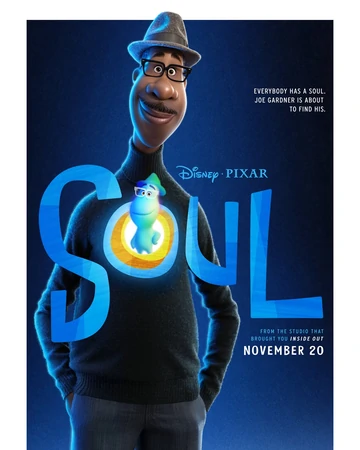 EVERYBODY HAS A SOUL.
JOE GARDNER IS ABOUT
TO FIND HIS.
Disney · PIXAR
SOUL
FROM THE STUDIO THAT
BROUGHT YOU INSIDE OUT
NOVEMBER 20